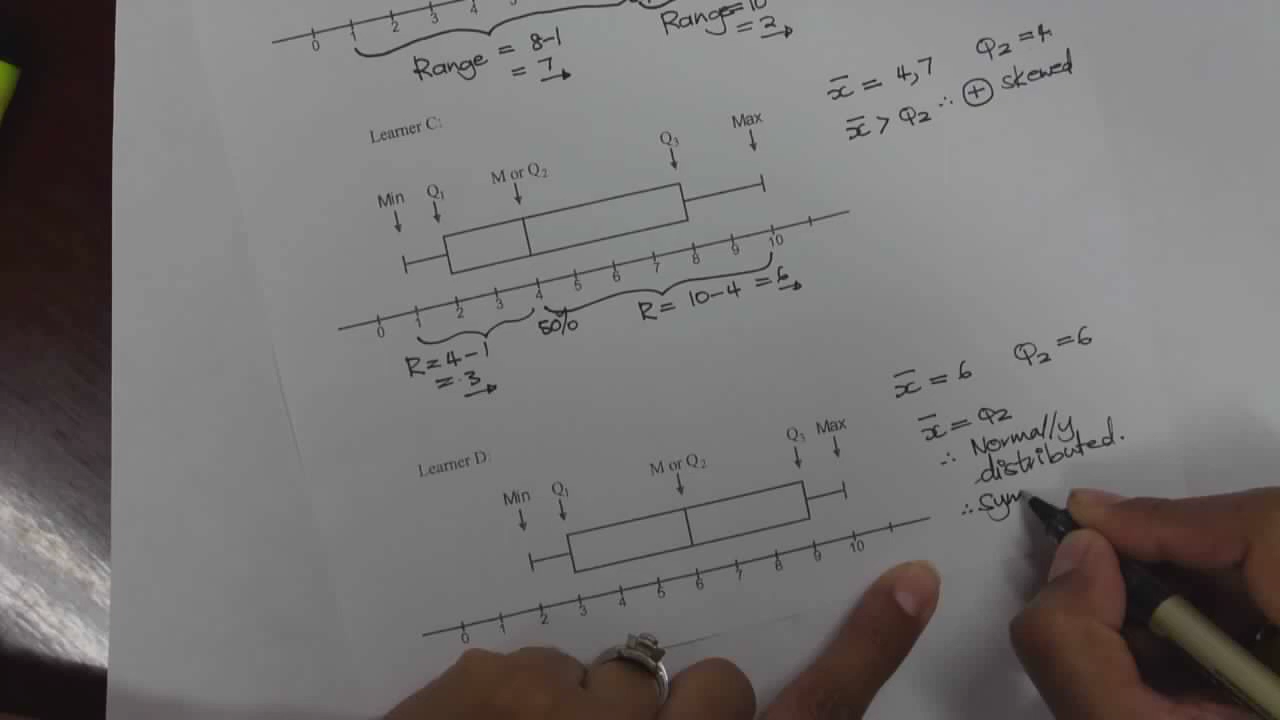 0 1 2 3 4
Range = 8-1
= 7
Range=10
= 2
x̄ = 4,7 Q₂ = 4
x̄ > Q₂ ∴ ⊕ skewed
Learner C:
Min Q₁ M or Q₂ Q₃ Max
0 1 2 3 4 5 6 7 8 9 10
50%
R = 4-1
= 3
R = 10-4 = 6
x̄ = 6 Q₂ = 6
x̄ = Q₂
∴ Normally
distributed.
∴ Sym
Learner D:
Min Q₁ M or Q₂ Q₃ Max
0 1 2 3 4 5 6 7 8 9 10